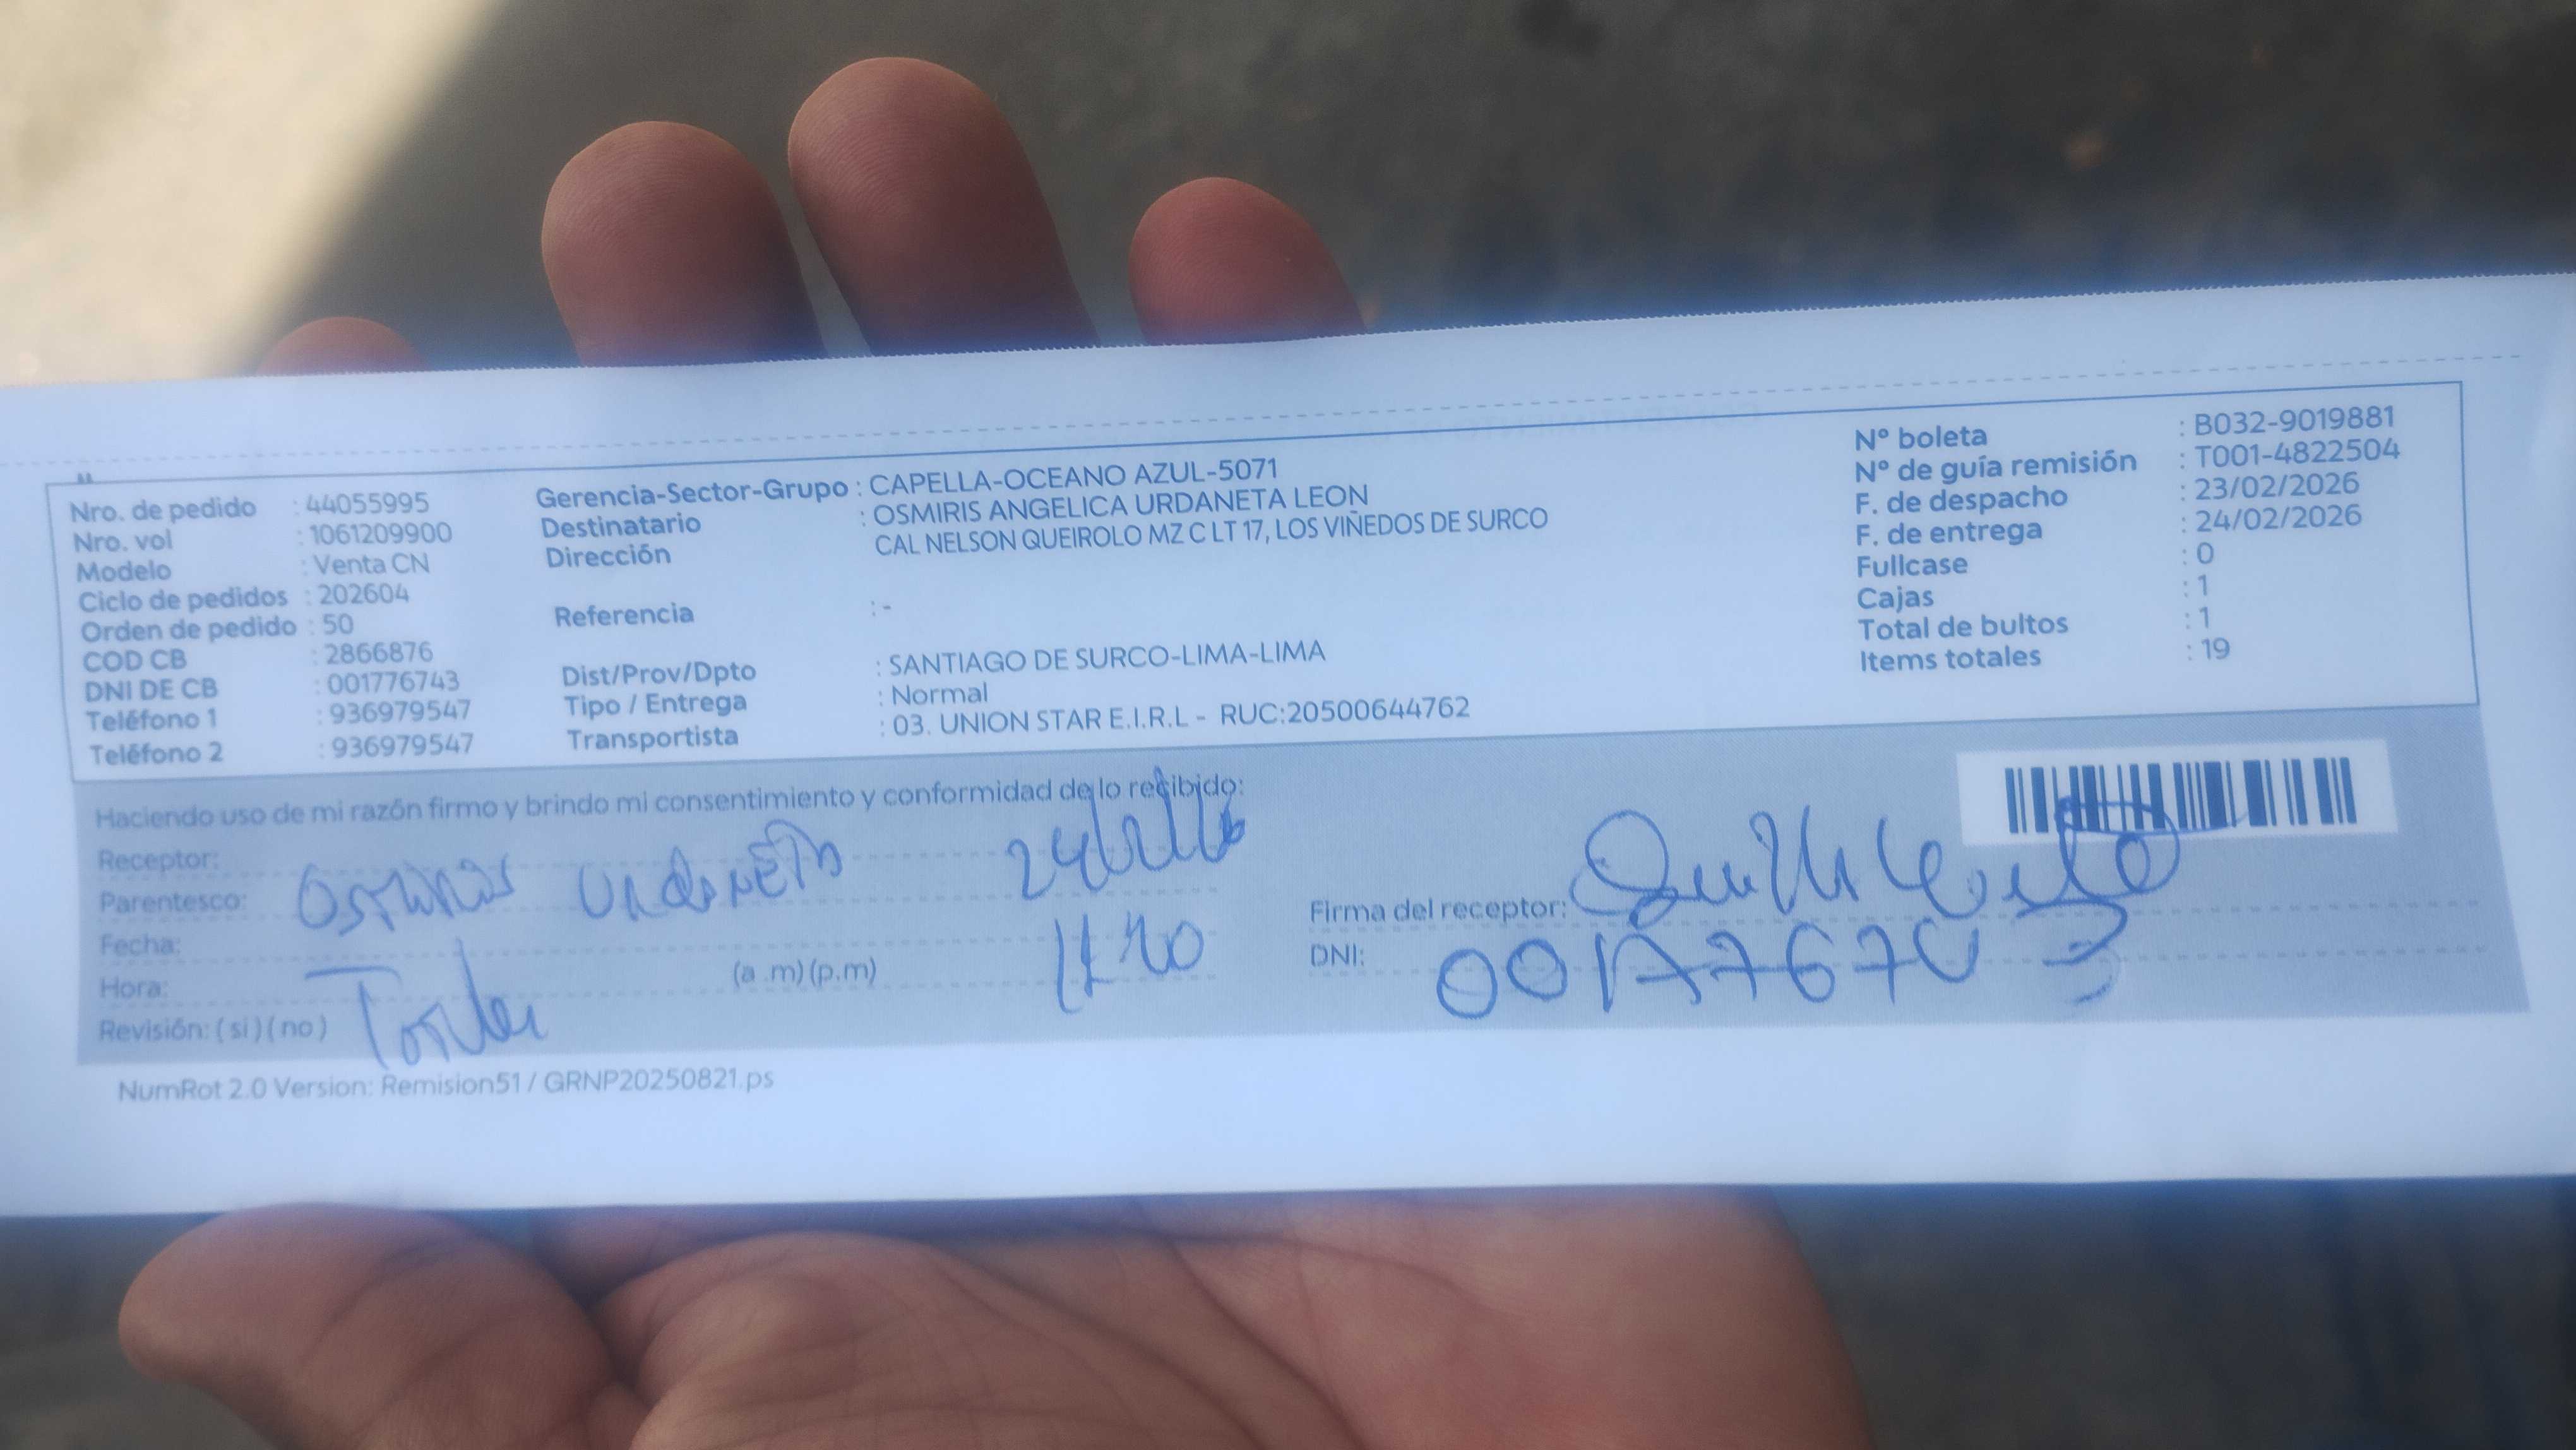 Nro. de pedido : 44055995
Nro. vol : 1061209900
Modelo : Venta CN
Ciclo de pedidos : 202604
Orden de pedido : 50
COD CB : 2866876
DNI DE CB : 001776743
Teléfono 1 : 936979547
Teléfono 2 : 936979547
Gerencia-Sector-Grupo : CAPELLA-OCEANO AZUL-5071
Destinatario : OSMIRIS ANGELICA URDANETA LEON
Dirección CAL NELSON QUEIROLO MZ C LT 17, LOS VIÑEDOS DE SURCO
Referencia : -
Dist/Prov/Dpto : SANTIAGO DE SURCO-LIMA-LIMA
Tipo / Entrega : Normal
Transportista : 03. UNION STAR E.I.R.L - RUC:20500644762
Nº boleta : B032-9019881
Nº de guía remisión : T001-4822504
F. de despacho : 23/02/2026
F. de entrega : 24/02/2026
Fullcase : 0
Cajas : 1
Total de bultos : 1
Items totales : 19
Haciendo uso de mi razón firmo y brindo mi consentimiento y conformidad de lo recibido:
Receptor:
Parentesco: Osmiris Urdaneta
Fecha:
Hora: (a .m) (p.m)
Revisión: ( si ) ( no )
Firma del receptor:
DNI:
NumRot 2.0 Version: Remision51 / GRNP20250821.ps